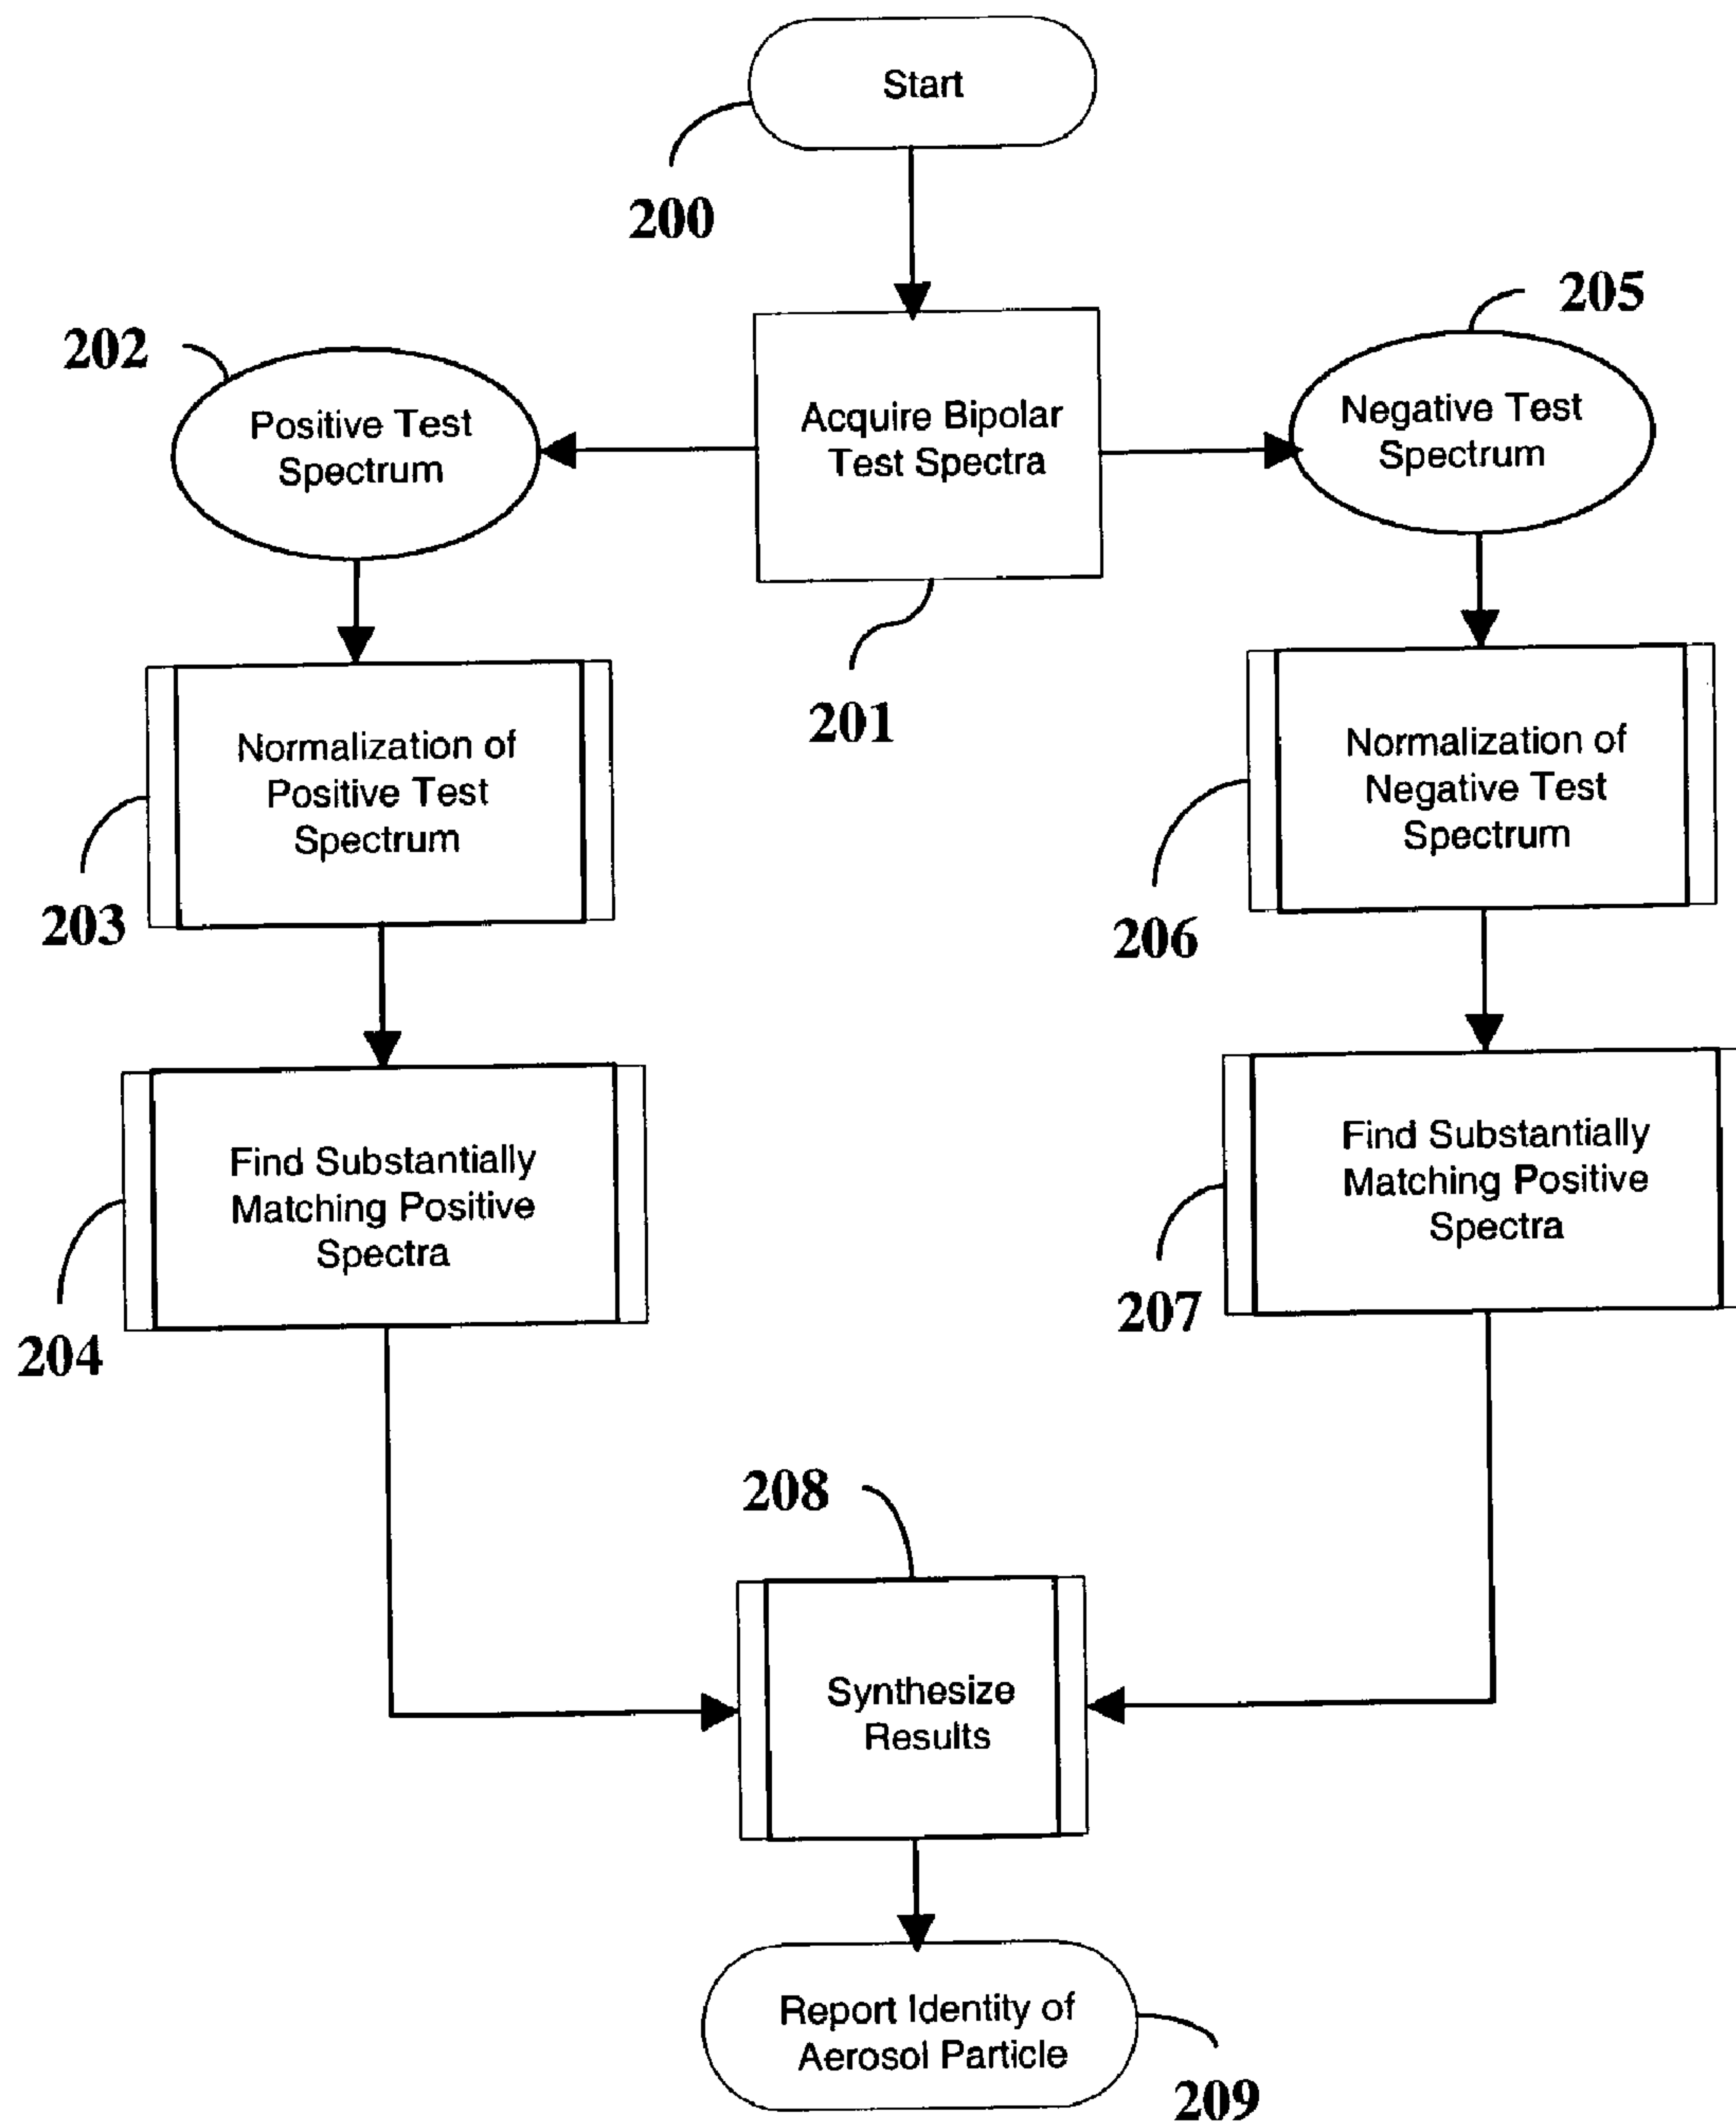 Start
200
205
202
Negative Test
Spectrum
Acquire Bipolar
Test Spectra
Positive Test
Spectrum
201
Normalization of
Positive Test
Spectrum
Normalization of
Negative Test
Spectrum
203
206
Find Substantially
Matching Positive
Spectra
Find Substantially
Matching Positive
Spectra
204
207
208
Synthesize
Results
Report Identity of
Aerosol Particle
209